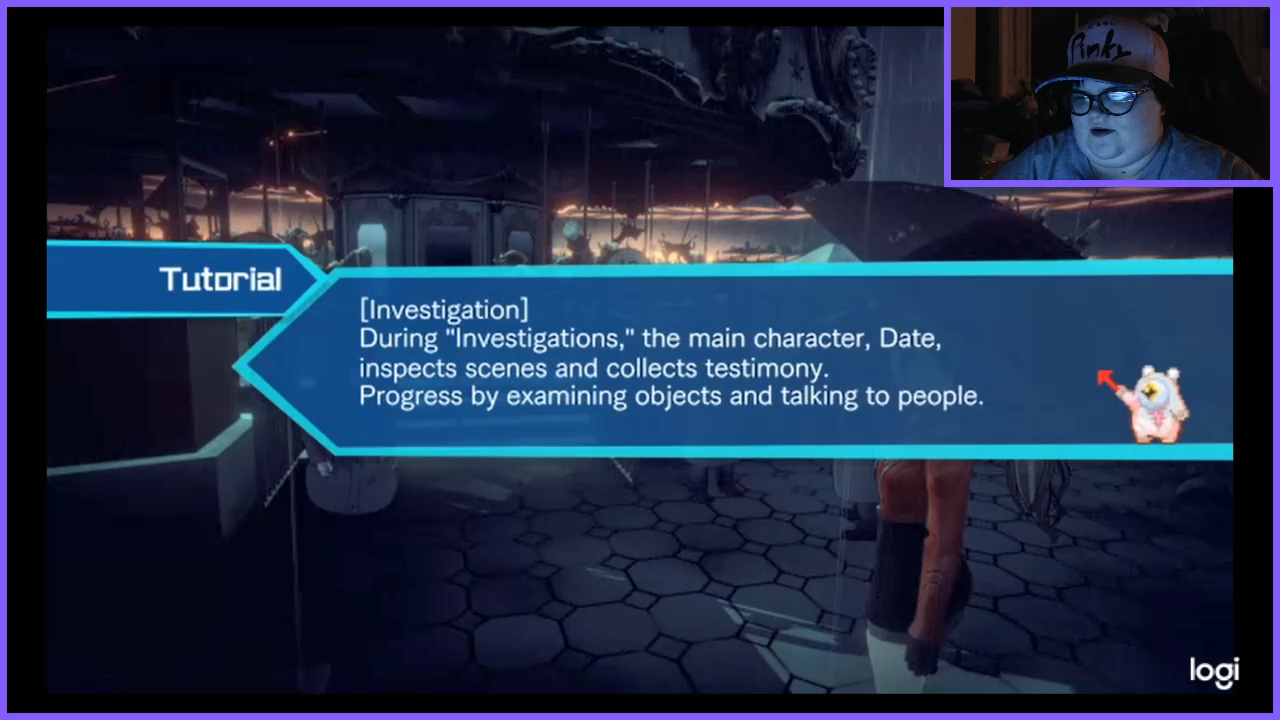 Pinky
Tutorial
[Investigation]
During "Investigations," the main character, Date,
inspects scenes and collects testimony.
Progress by examining objects and talking to people.
logi